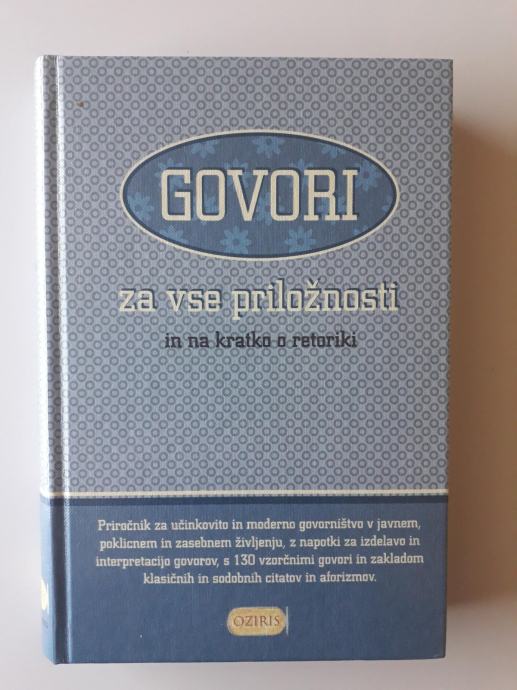 GOVORI
za vse priložnosti
in na kratko o retoriki
Priročnik za učinkovito in moderno govorništvo v javnem,
poklicnem in zasebnem življenju, z napotki za izdelavo in
interpretacijo govorov, s 130 vzorčnimi govori in zakladom
klasičnih in sodobnih citatov in aforizmov.
OZIRIS